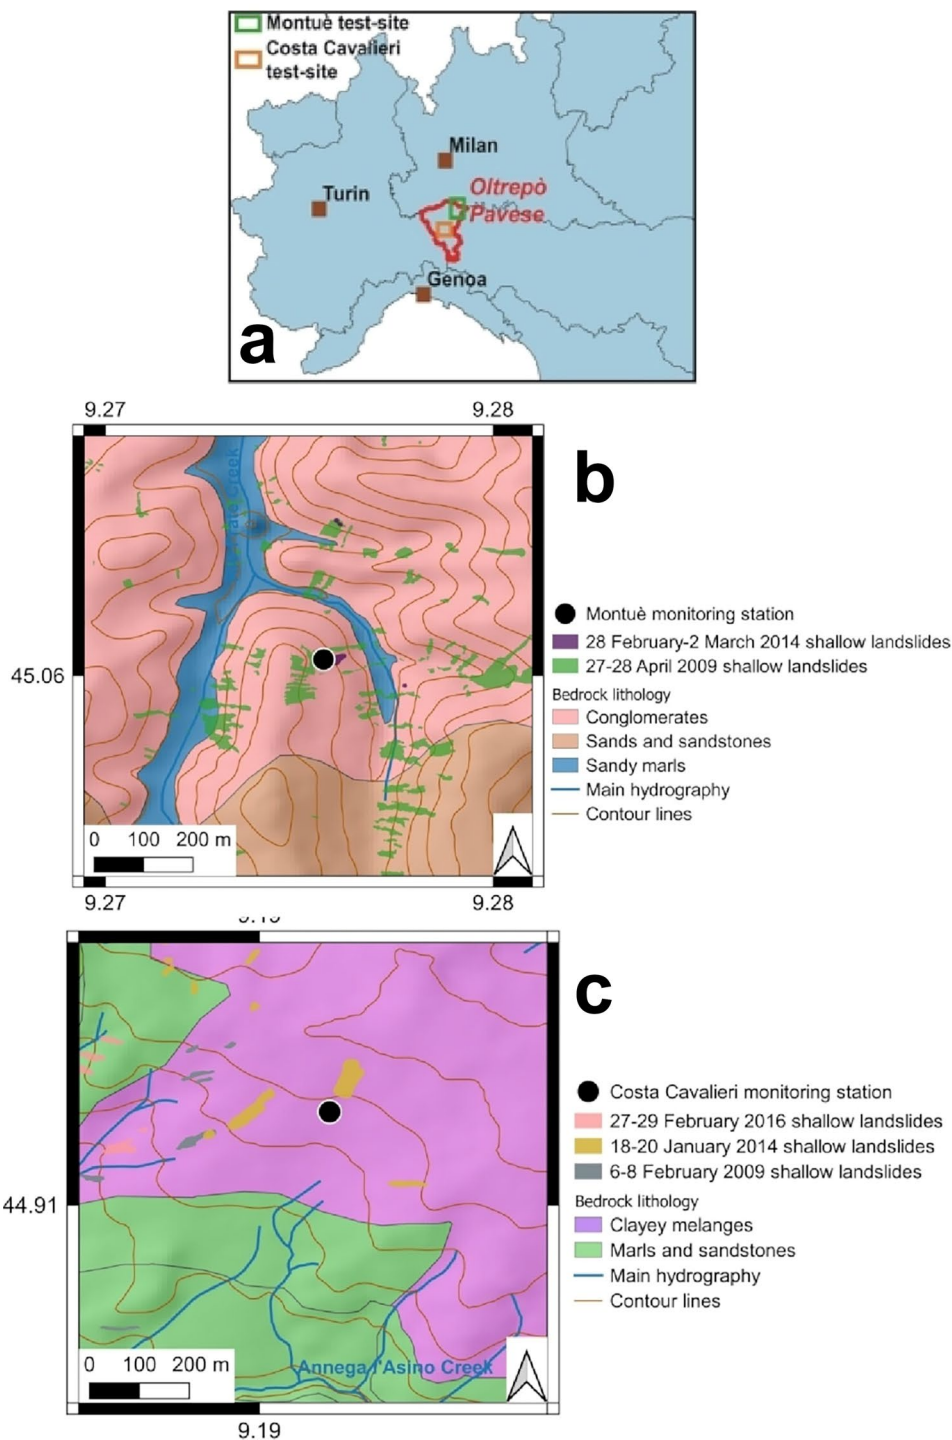 Montuè test-site
Costa Cavalieri
test-site
Milan
Turin
Oltrepò
Pavese
Genoa
a
9.27
9.28
b
Creek
45.06
Montuè monitoring station
28 February-2 March 2014 shallow landslides
27-28 April 2009 shallow landslides
Bedrock lithology
Conglomerates
Sands and sandstones
Sandy marls
Main hydrography
Contour lines
0 100 200 m
9.27
9.28
c
44.91
Costa Cavalieri monitoring station
27-29 February 2016 shallow landslides
18-20 January 2014 shallow landslides
6-8 February 2009 shallow landslides
Bedrock lithology
Clayey melanges
Marls and sandstones
Main hydrography
Contour lines
Annega l'Asino Creek
0 100 200 m
9.19